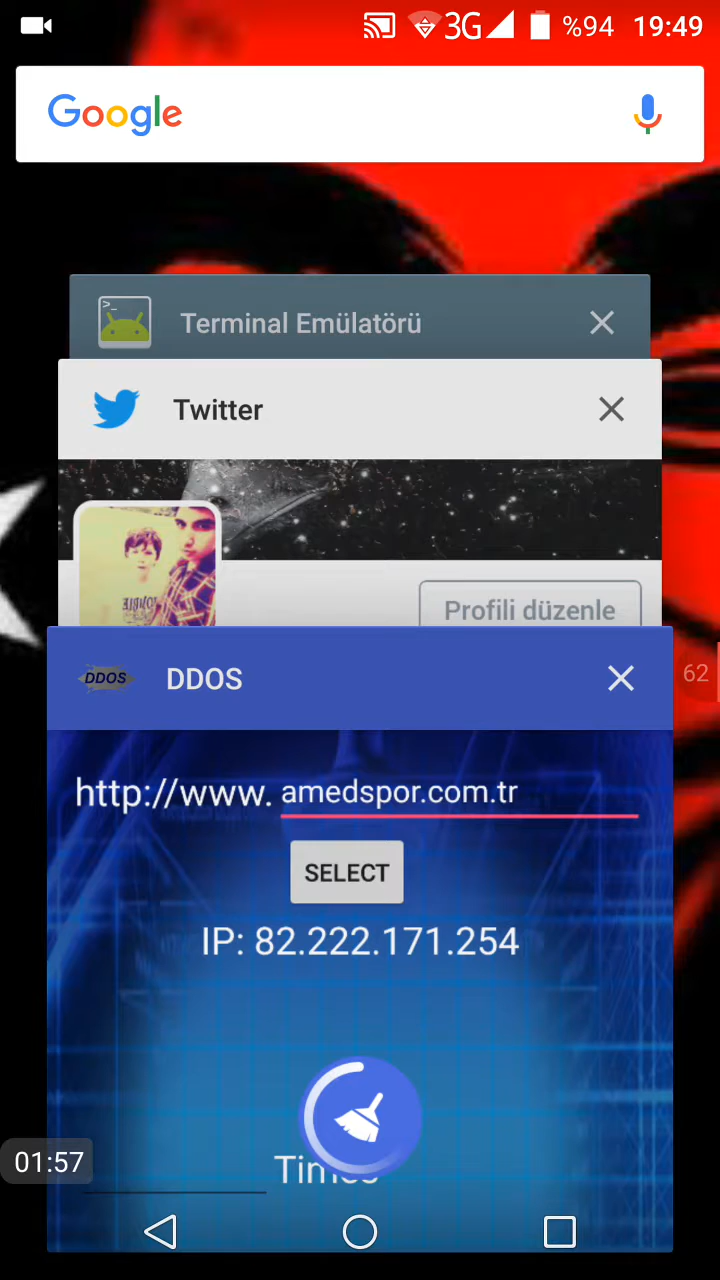 3G %94 19:49
Google
Terminal Emülatörü
Twitter
Profili düzenle
DDOS DDOS
62
http://www. amedspor.com.tr
SELECT
IP: 82.222.171.254
01:57